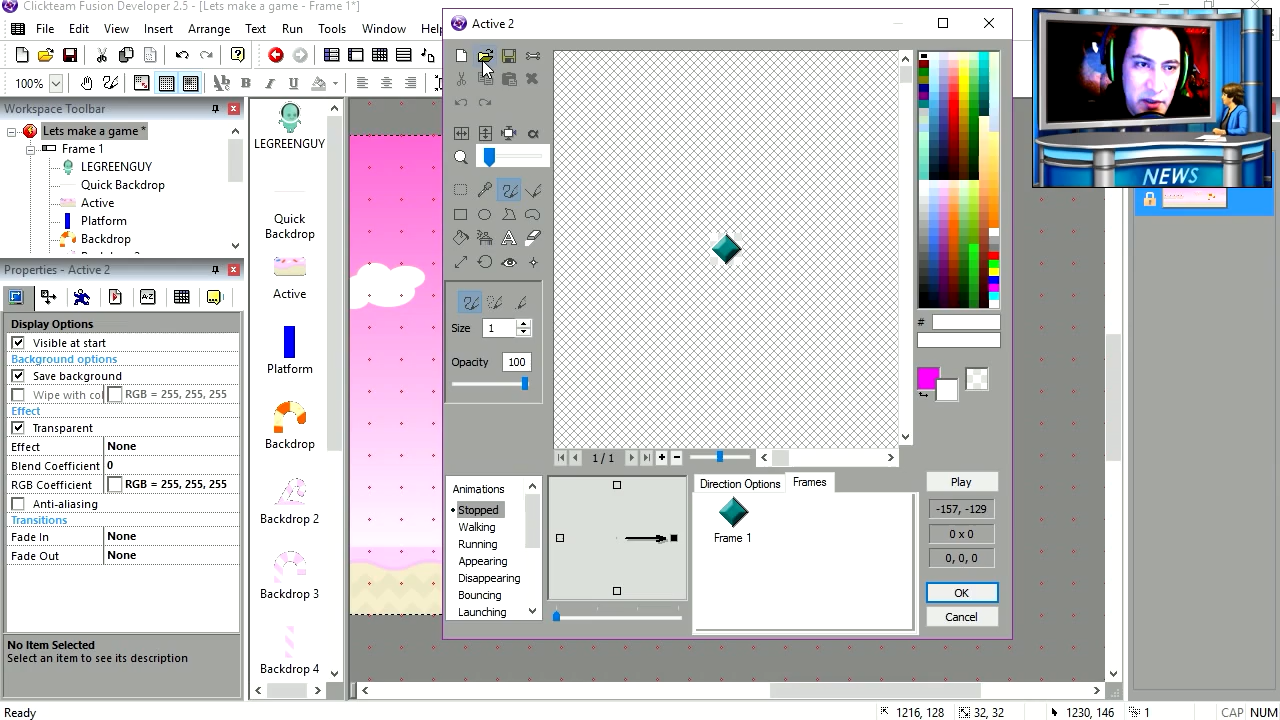 Clickteam Fusion Developer 2.5 - [Lets make a game - Frame 1*]
File Edit View Insert Arrange Text Run Tools Window Hel
100%
B I U
Workspace Toolbar
Lets make a game *
Frame 1
LEGREENGUY
Quick Backdrop
Active
Platform
Backdrop
Properties - Active 2
Display Options
Visible at start
Background options
Save background
Wipe with col RGB = 255, 255, 255
Effect
Transparent
Effect None
Blend Coefficient 0
RGB Coefficient RGB = 255, 255, 255
Anti-aliasing
Transitions
Fade In None
Fade Out None
No Item Selected
Select an item to see its description
LEGREENGUY
Quick
Backdrop
Active
Platform
Backdrop
Backdrop 2
Backdrop 3
Backdrop 4
Active 2
Size 1
Opacity 100
#
1 / 1
Animations
Stopped
Walking
Running
Appearing
Disappearing
Bouncing
Launching
Direction Options Frames
Frame 1
Play
-157, -129
0 x 0
0, 0, 0
OK
Cancel
NEWS
Ready 1216, 128 32, 32 1230, 146 1 CAP NUM